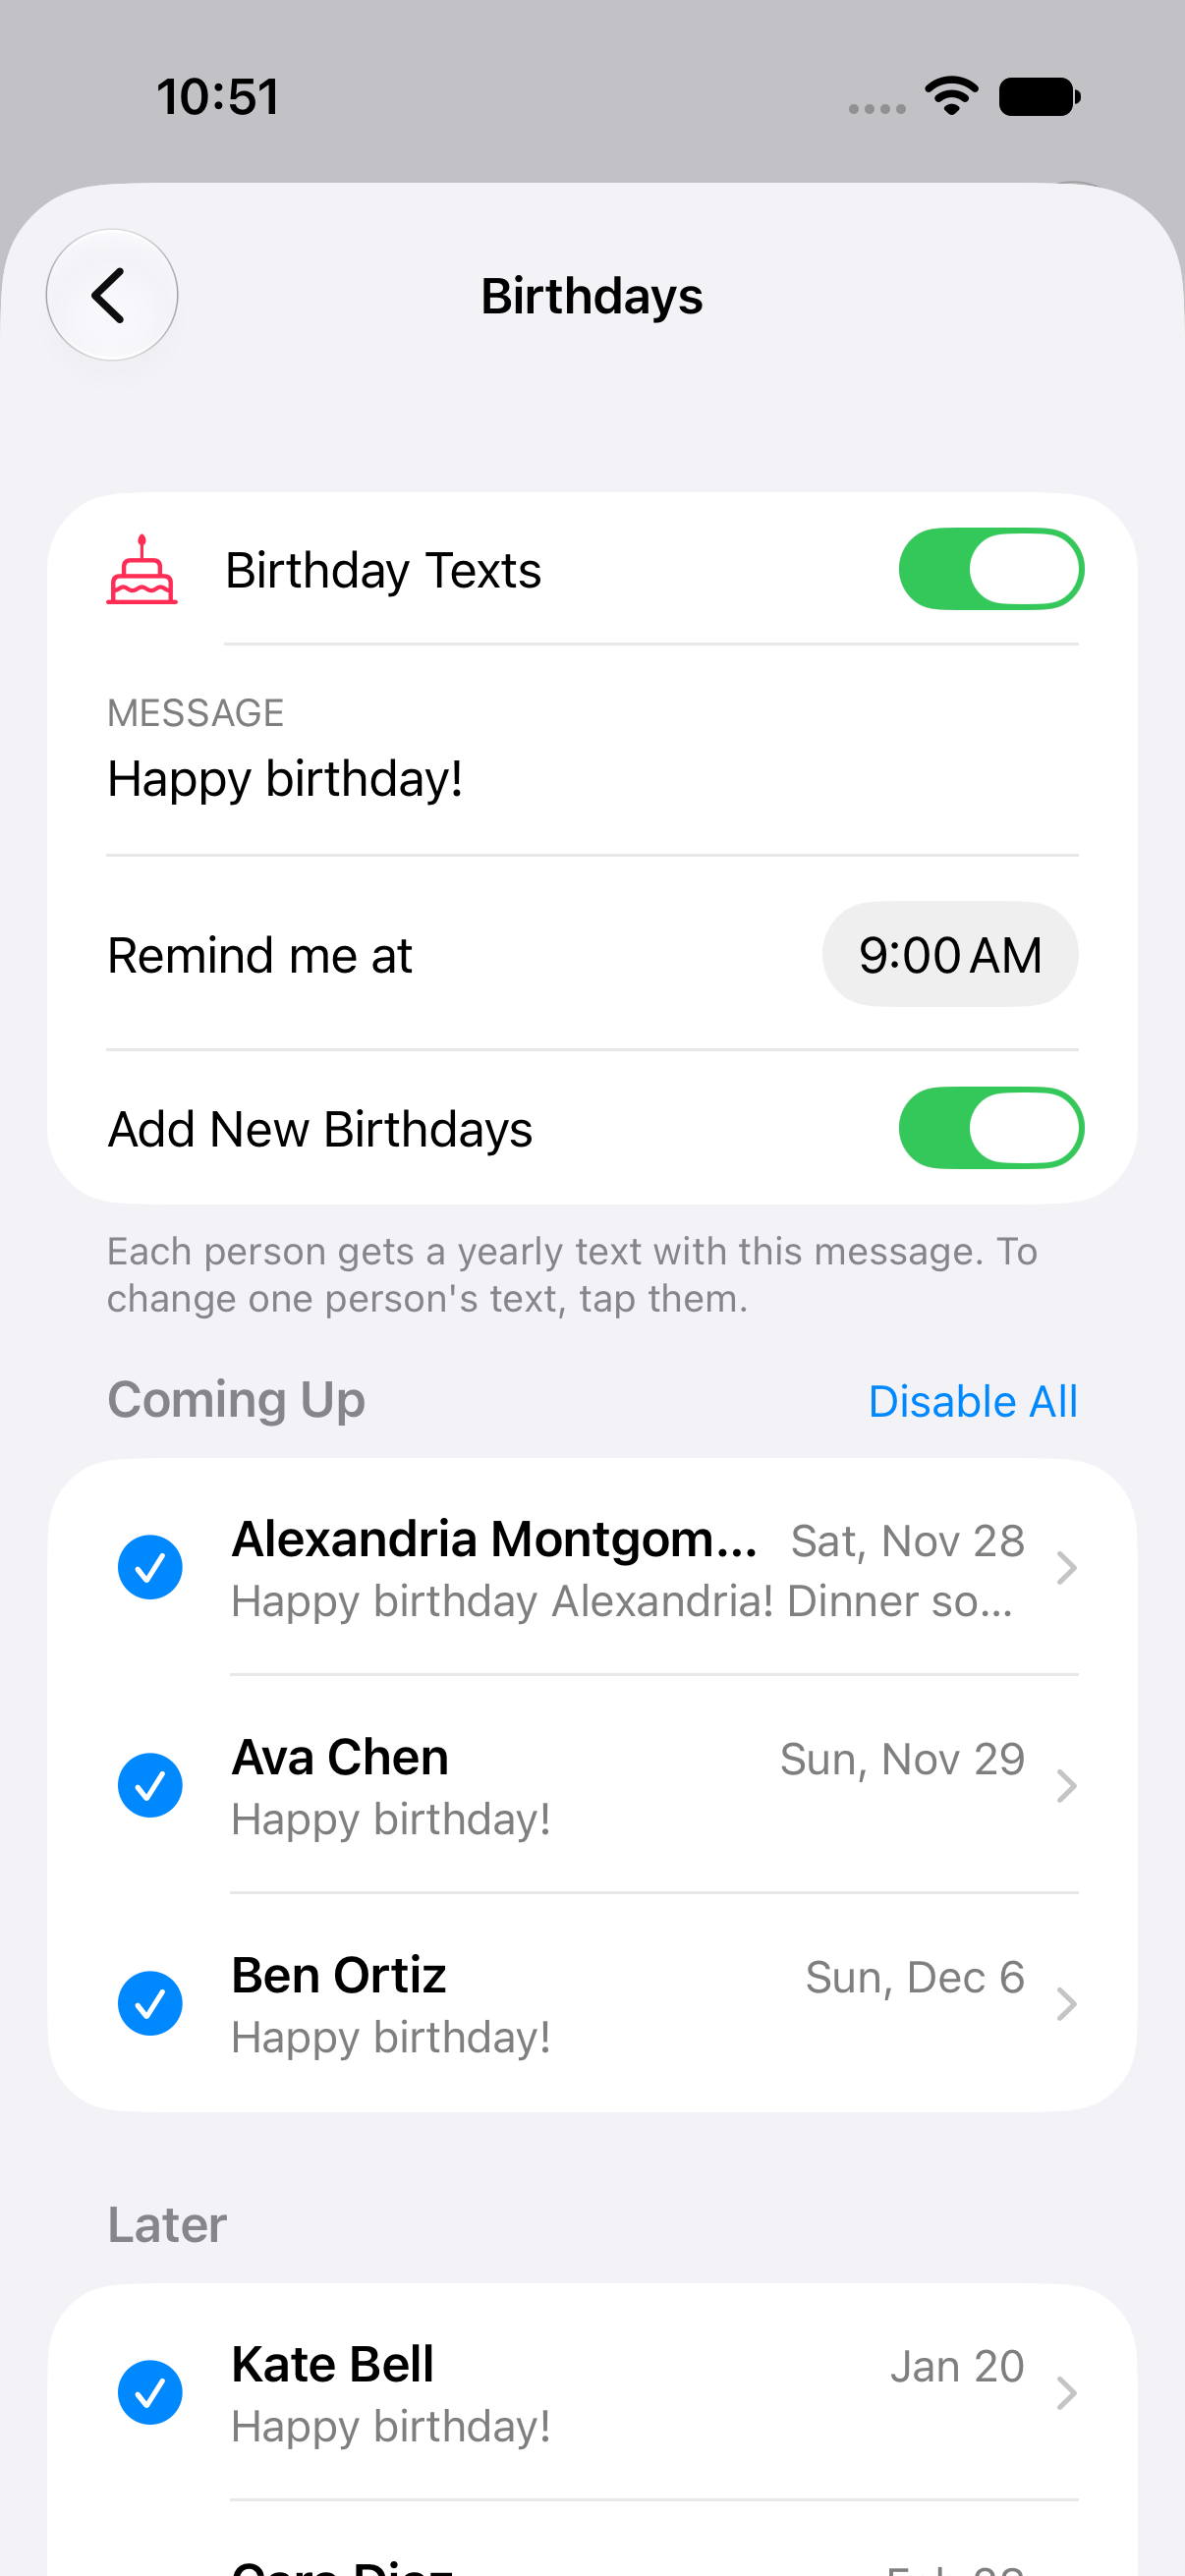 10:51
Birthdays
Birthday Texts
MESSAGE
Happy birthday!
Remind me at
9:00 AM
Add New Birthdays
Each person gets a yearly text with this message. To
change one person's text, tap them.
Coming Up
Disable All
Alexandria Montgom...
Sat, Nov 28
Happy birthday Alexandria! Dinner so...
Ava Chen
Sun, Nov 29
Happy birthday!
Ben Ortiz
Sun, Dec 6
Happy birthday!
Later
Kate Bell
Jan 20
Happy birthday!